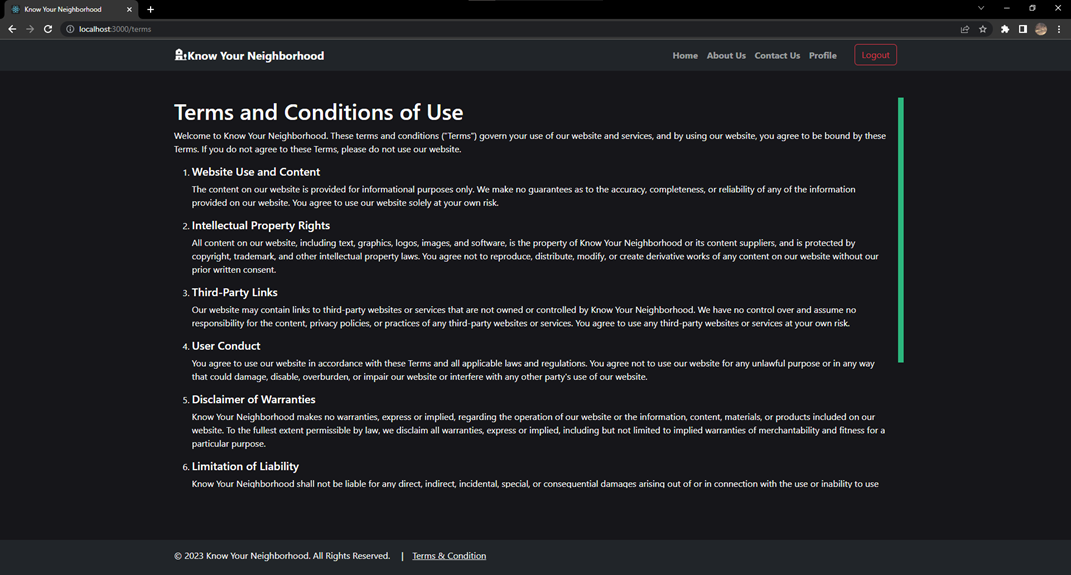 Know Your Neighborhood
localhost:3000/terms
Know Your Neighborhood
Home About Us Contact Us Profile Logout
Terms and Conditions of Use
Welcome to Know Your Neighborhood. These terms and conditions ("Terms") govern your use of our website and services, and by using our website, you agree to be bound by these
Terms. If you do not agree to these Terms, please do not use our website.
1. Website Use and Content
The content on our website is provided for informational purposes only. We make no guarantees as to the accuracy, completeness, or reliability of any of the information
provided on our website. You agree to use our website solely at your own risk.
2. Intellectual Property Rights
All content on our website, including text, graphics, logos, images, and software, is the property of Know Your Neighborhood or its content suppliers, and is protected by
copyright, trademark, and other intellectual property laws. You agree not to reproduce, distribute, modify, or create derivative works of any content on our website without our
prior written consent.
3. Third-Party Links
Our website may contain links to third-party websites or services that are not owned or controlled by Know Your Neighborhood. We have no control over and assume no
responsibility for the content, privacy policies, or practices of any third-party websites or services. You agree to use any third-party websites or services at your own risk.
4. User Conduct
You agree to use our website in accordance with these Terms and all applicable laws and regulations. You agree not to use our website for any unlawful purpose or in any way
that could damage, disable, overburden, or impair our website or interfere with any other party's use of our website.
5. Disclaimer of Warranties
Know Your Neighborhood makes no warranties, express or implied, regarding the operation of our website or the information, content, materials, or products included on our
website. To the fullest extent permissible by law, we disclaim all warranties, express or implied, including but not limited to implied warranties of merchantability and fitness for a
particular purpose.
6. Limitation of Liability
Know Your Neighborhood shall not be liable for any direct, indirect, incidental, special, or consequential damages arising out of or in connection with the use or inability to use
© 2023 Know Your Neighborhood. All Rights Reserved. | Terms & Condition